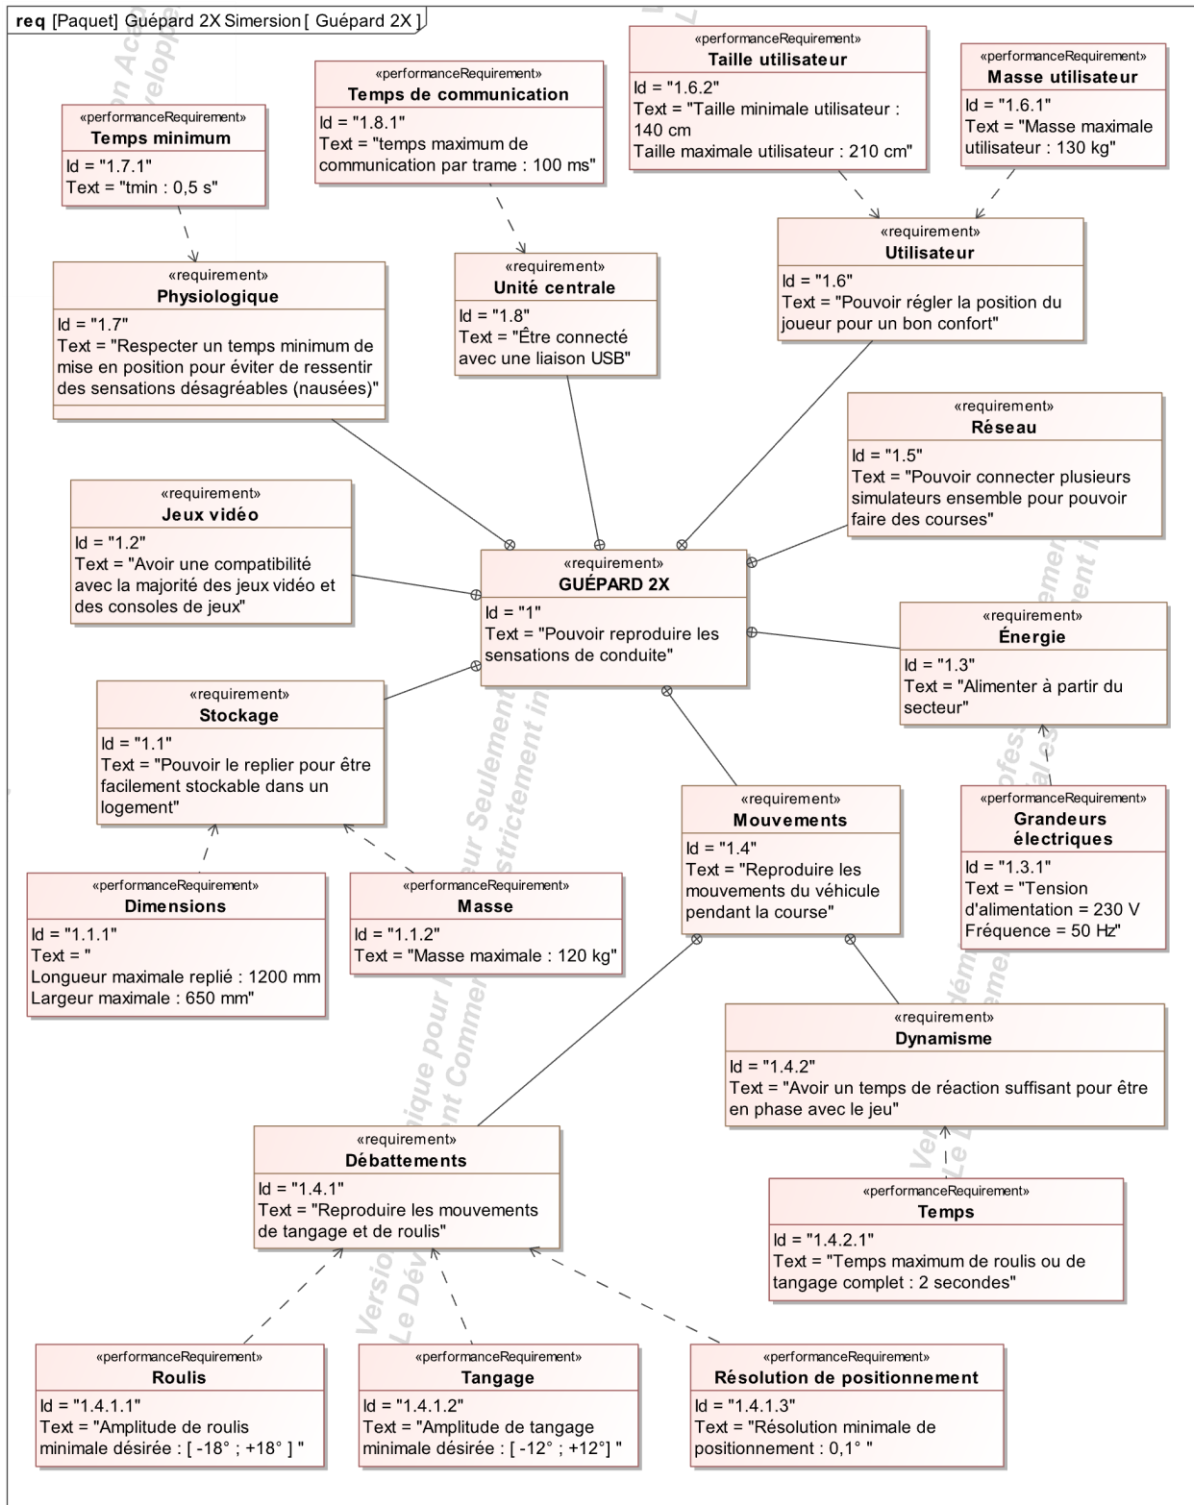 req [Paquet] Guépard 2X Simersion [ Guépard 2X ]
«performanceRequirement»
Temps minimum
Id = "1.7.1"
Text = "tmin : 0,5 s"
«performanceRequirement»
Temps de communication
Id = "1.8.1"
Text = "temps maximum de
communication par trame : 100 ms"
«performanceRequirement»
Taille utilisateur
Id = "1.6.2"
Text = "Taille minimale utilisateur :
140 cm
Taille maximale utilisateur : 210 cm"
«performanceRequirement»
Masse utilisateur
Id = "1.6.1"
Text = "Masse maximale
utilisateur : 130 kg"
«requirement»
Physiologique
Id = "1.7"
Text = "Respecter un temps minimum de
mise en position pour éviter de ressentir
des sensations désagréables (nausées)"
«requirement»
Unité centrale
Id = "1.8"
Text = "Être connecté
avec une liaison USB"
«requirement»
Utilisateur
Id = "1.6"
Text = "Pouvoir régler la position du
joueur pour un bon confort"
«requirement»
Réseau
Id = "1.5"
Text = "Pouvoir connecter plusieurs
simulateurs ensemble pour pouvoir
faire des courses"
«requirement»
Jeux vidéo
Id = "1.2"
Text = "Avoir une compatibilité
avec la majorité des jeux vidéo et
des consoles de jeux"
«requirement»
GUÉPARD 2X
Id = "1"
Text = "Pouvoir reproduire les
sensations de conduite"
«requirement»
Énergie
Id = "1.3"
Text = "Alimenter à partir du
secteur"
«requirement»
Stockage
Id = "1.1"
Text = "Pouvoir le replier pour être
facilement stockable dans un
logement"
«requirement»
Mouvements
Id = "1.4"
Text = "Reproduire les
mouvements du véhicule
pendant la course"
«performanceRequirement»
Grandeurs
électriques
Id = "1.3.1"
Text = "Tension
d'alimentation = 230 V
Fréquence = 50 Hz"
«performanceRequirement»
Dimensions
Id = "1.1.1"
Text = "
Longueur maximale replié : 1200 mm
Largeur maximale : 650 mm"
«performanceRequirement»
Masse
Id = "1.1.2"
Text = "Masse maximale : 120 kg"
«requirement»
Dynamisme
Id = "1.4.2"
Text = "Avoir un temps de réaction suffisant pour être
en phase avec le jeu"
«requirement»
Débattements
Id = "1.4.1"
Text = "Reproduire les mouvements
de tangage et de roulis"
«performanceRequirement»
Temps
Id = "1.4.2.1"
Text = "Temps maximum de roulis ou de
tangage complet : 2 secondes"
«performanceRequirement»
Roulis
Id = "1.4.1.1"
Text = "Amplitude de roulis
minimale désirée : [ -18° ; +18° ] "
«performanceRequirement»
Tangage
Id = "1.4.1.2"
Text = "Amplitude de tangage
minimale désirée : [ -12° ; +12°] "
«performanceRequirement»
Résolution de positionnement
Id = "1.4.1.3"
Text = "Résolution minimale de
positionnement : 0,1° "